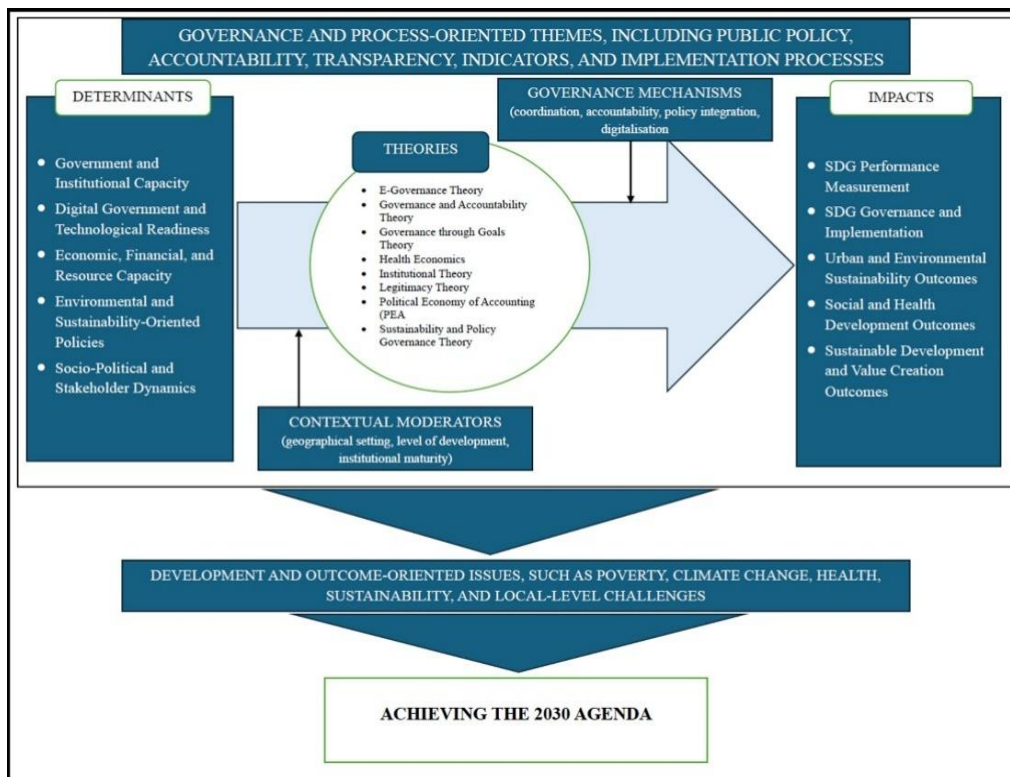 GOVERNANCE AND PROCESS-ORIENTED THEMES, INCLUDING PUBLIC POLICY,
ACCOUNTABILITY, TRANSPARENCY, INDICATORS, AND IMPLEMENTATION PROCESSES
DETERMINANTS
● Government and
Institutional Capacity
● Digital Government and
Technological Readiness
● Economic, Financial, and
Resource Capacity
● Environmental and
Sustainability-Oriented
Policies
● Socio-Political and
Stakeholder Dynamics
THEORIES
• E-Governance Theory
• Governance and Accountability
Theory
• Governance through Goals
Theory
• Health Economics
• Institutional Theory
• Legitimacy Theory
• Political Economy of Accounting
(PEA
• Sustainability and Policy
Governance Theory
GOVERNANCE MECHANISMS
(coordination, accountability, policy integration,
digitalisation
CONTEXTUAL MODERATORS
(geographical setting, level of development,
institutional maturity)
IMPACTS
● SDG Performance
Measurement
● SDG Governance and
Implementation
● Urban and Environmental
Sustainability Outcomes
● Social and Health
Development Outcomes
● Sustainable Development
and Value Creation
Outcomes
DEVELOPMENT AND OUTCOME-ORIENTED ISSUES, SUCH AS POVERTY, CLIMATE CHANGE, HEALTH,
SUSTAINABILITY, AND LOCAL-LEVEL CHALLENGES
ACHIEVING THE 2030 AGENDA